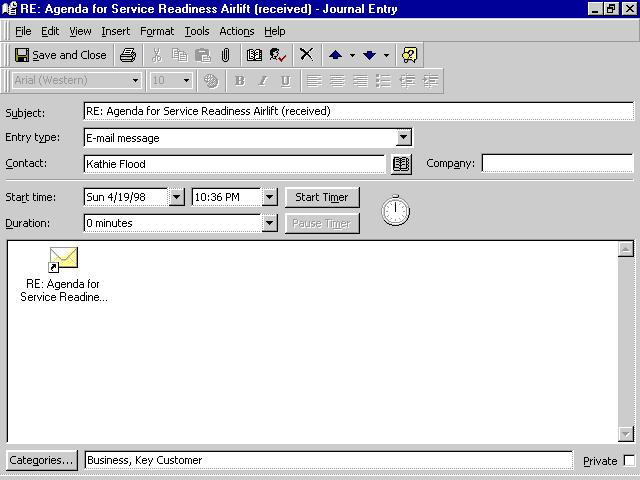 RE: Agenda for Service Readiness Airlift (received) - Journal Entry
File Edit View Insert Format Tools Actions Help
Save and Close
Arial (Western) 10 B I U
Subject: RE: Agenda for Service Readiness Airlift (received)
Entry type: E-mail message
Contact: Kathie Flood Company:
Start time: Sun 4/19/98 10:36 PM Start Timer
Duration: 0 minutes Pause Timer
RE: Agenda for
Service Readine...
Categories... Business, Key Customer Private